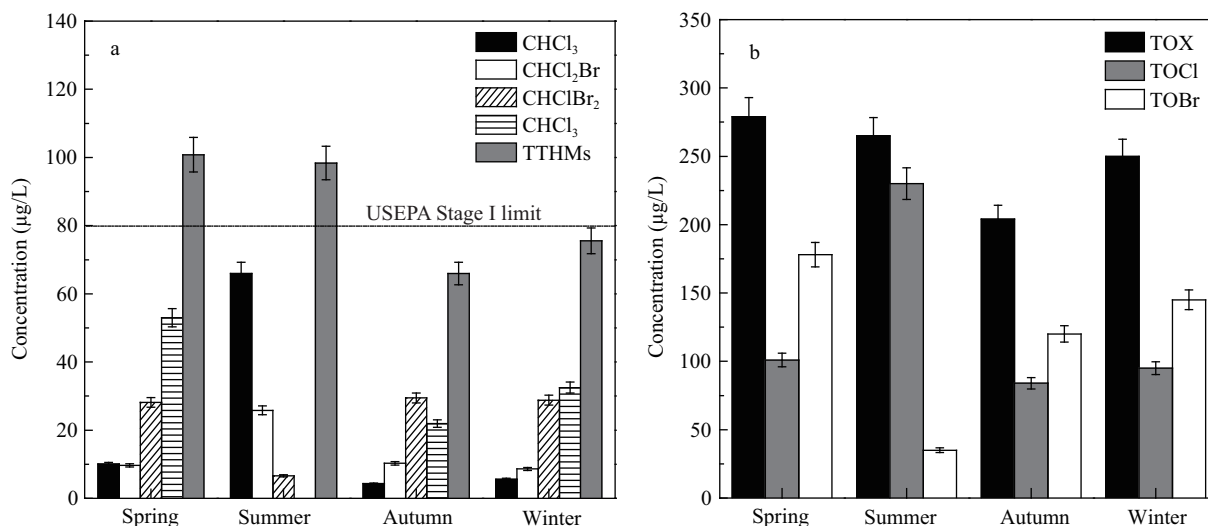 a
140
120
100
80
60
40
20
0
Concentration (µg/L)
CHCl₃
CHCl₂Br
CHClBr₂
CHCl₃
TTHMs
USEPA Stage I limit
Spring Summer Autumn Winter
b
350
300
250
200
150
100
50
0
Concentration (µg/L)
TOX
TOCl
TOBr
Spring Summer Autumn Winter